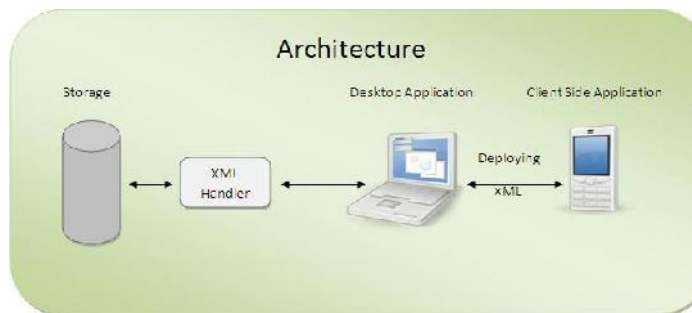 Architecture
Storage
Desktop Application
Client Side Application
XML
Handler
Deploying
XML